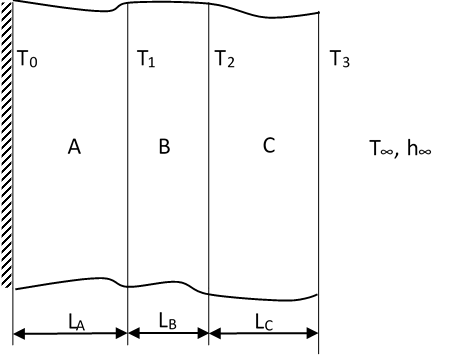 T₀ T₁ T₂ T₃
A B C T∞, h∞
L_A L_B L_C